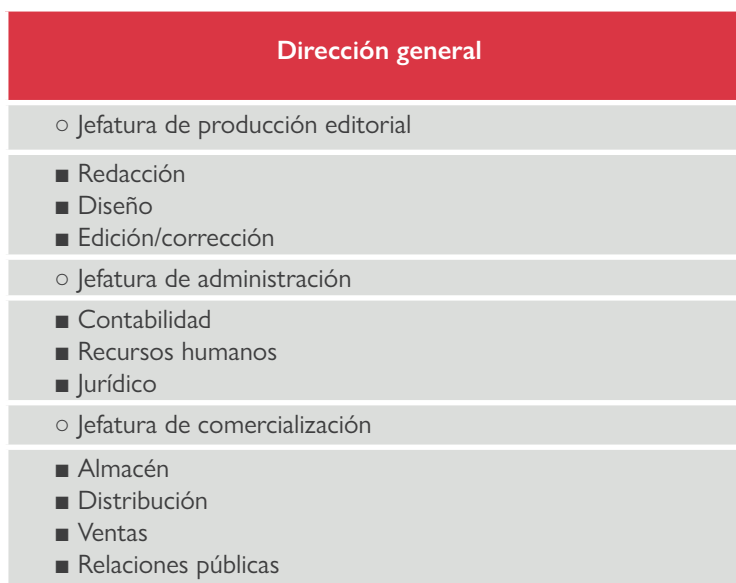 Dirección general
○ Jefatura de producción editorial
■ Redacción
■ Diseño
■ Edición/corrección
○ Jefatura de administración
■ Contabilidad
■ Recursos humanos
■ Jurídico
○ Jefatura de comercialización
■ Almacén
■ Distribución
■ Ventas
■ Relaciones públicas